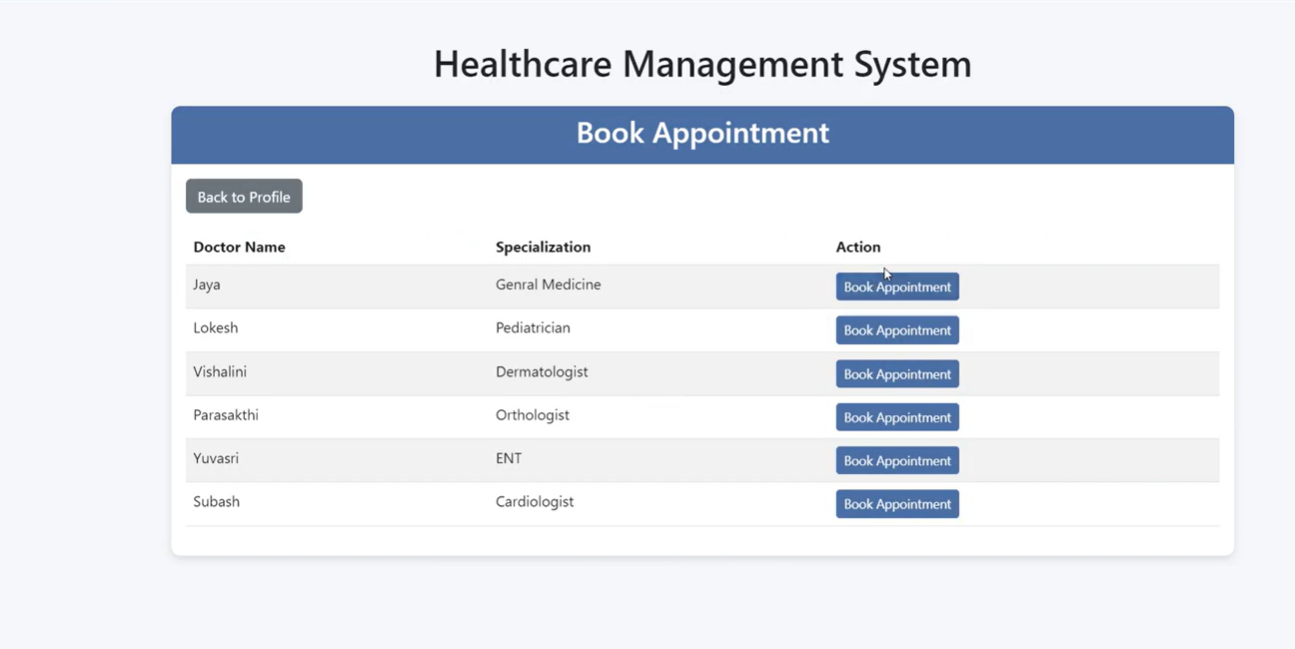 Healthcare Management System
Book Appointment
Back to Profile
Doctor Name Specialization Action
Jaya Genral Medicine Book Appointment
Lokesh Pediatrician Book Appointment
Vishalini Dermatologist Book Appointment
Parasakthi Orthologist Book Appointment
Yuvasri ENT Book Appointment
Subash Cardiologist Book Appointment